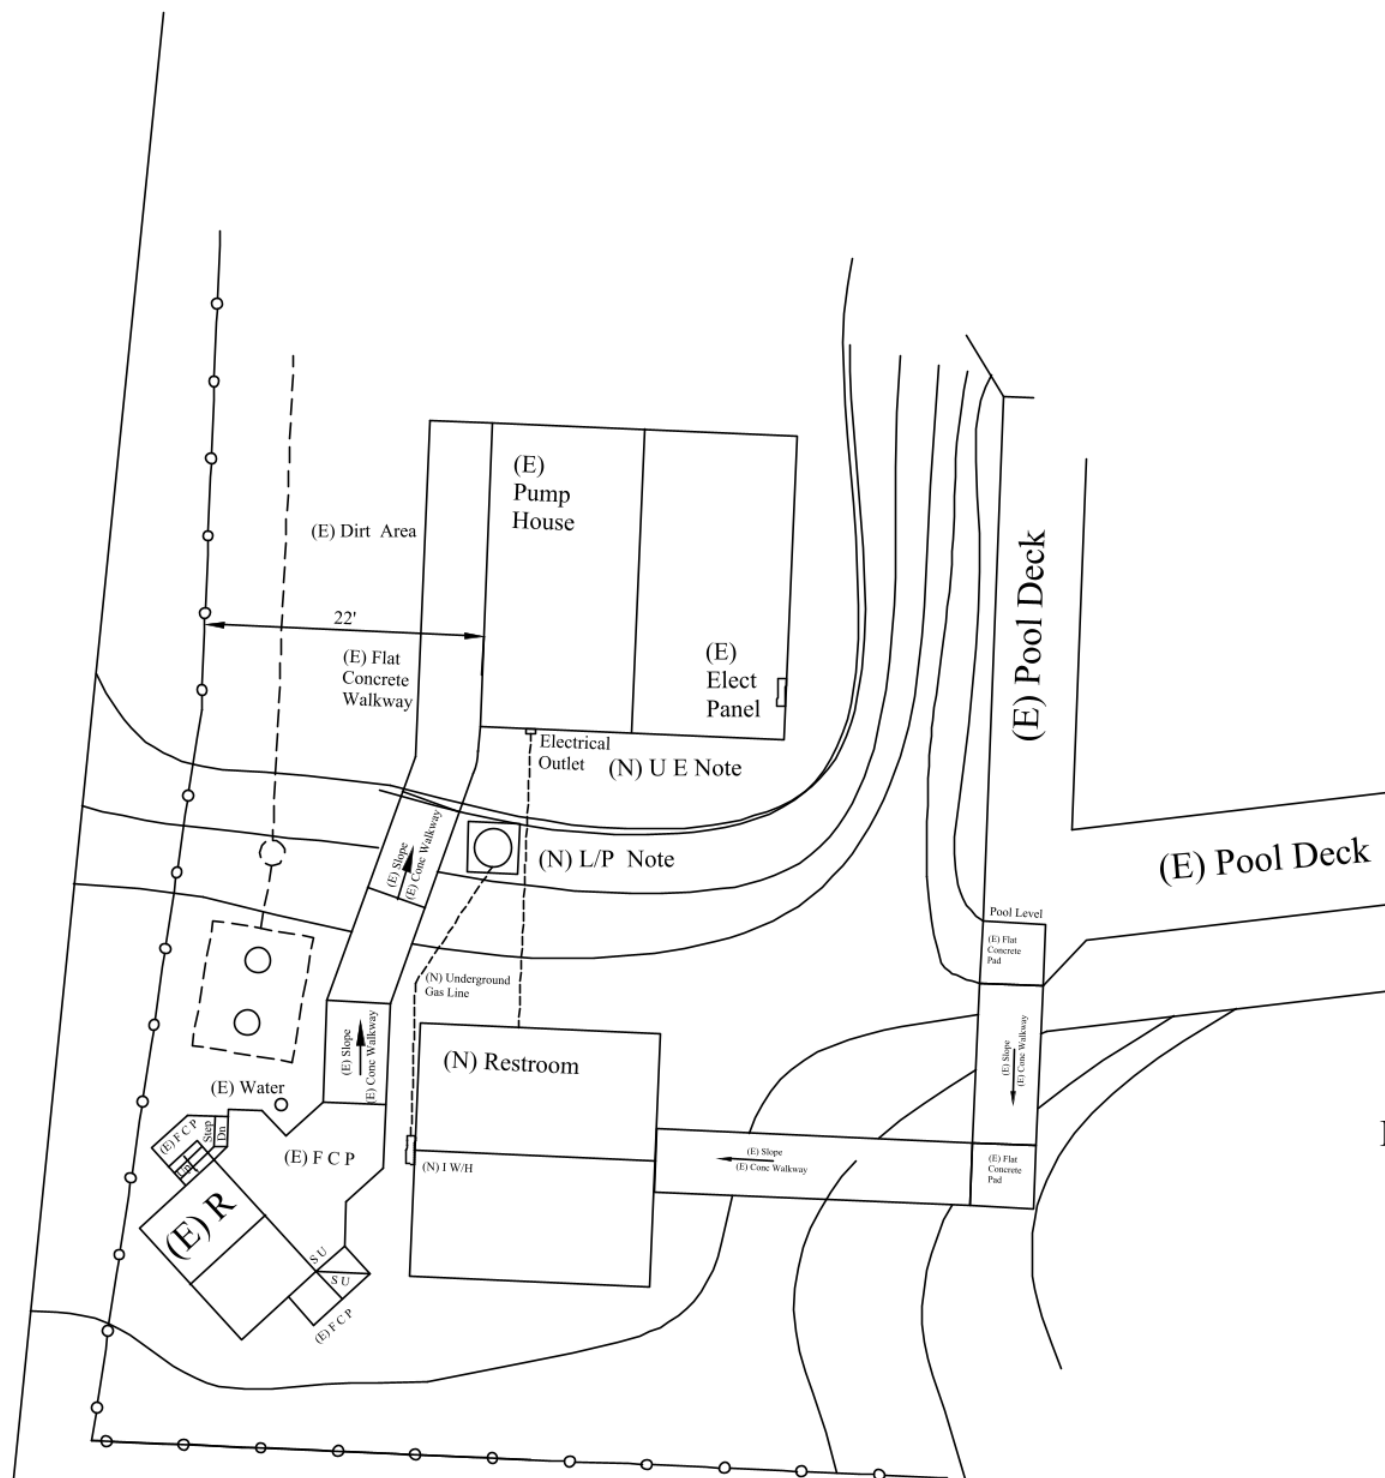 (E)
Pump
House
(E) Dirt Area
(E) Pool Deck
22'
(E) Flat
Concrete
Walkway
(E)
Elect
Panel
Electrical
Outlet
(N) U E Note
(E) Slope
(E) Conc Walkway
(N) L/P Note
(E) Pool Deck
Pool Level
(E) Flat
Concrete
Pad
(N) Underground
Gas Line
(E) Slope
(E) Conc Walkway
(E) Slope
(E) Conc Walkway
(N) Restroom
(E) Water
(E) F C P
Step
Dn
Up
(E) F C P
(N) I W/H
(E) Slope
(E) Conc Walkway
(E) Flat
Concrete
Pad
(E) R
S U
S U
(E) F C P